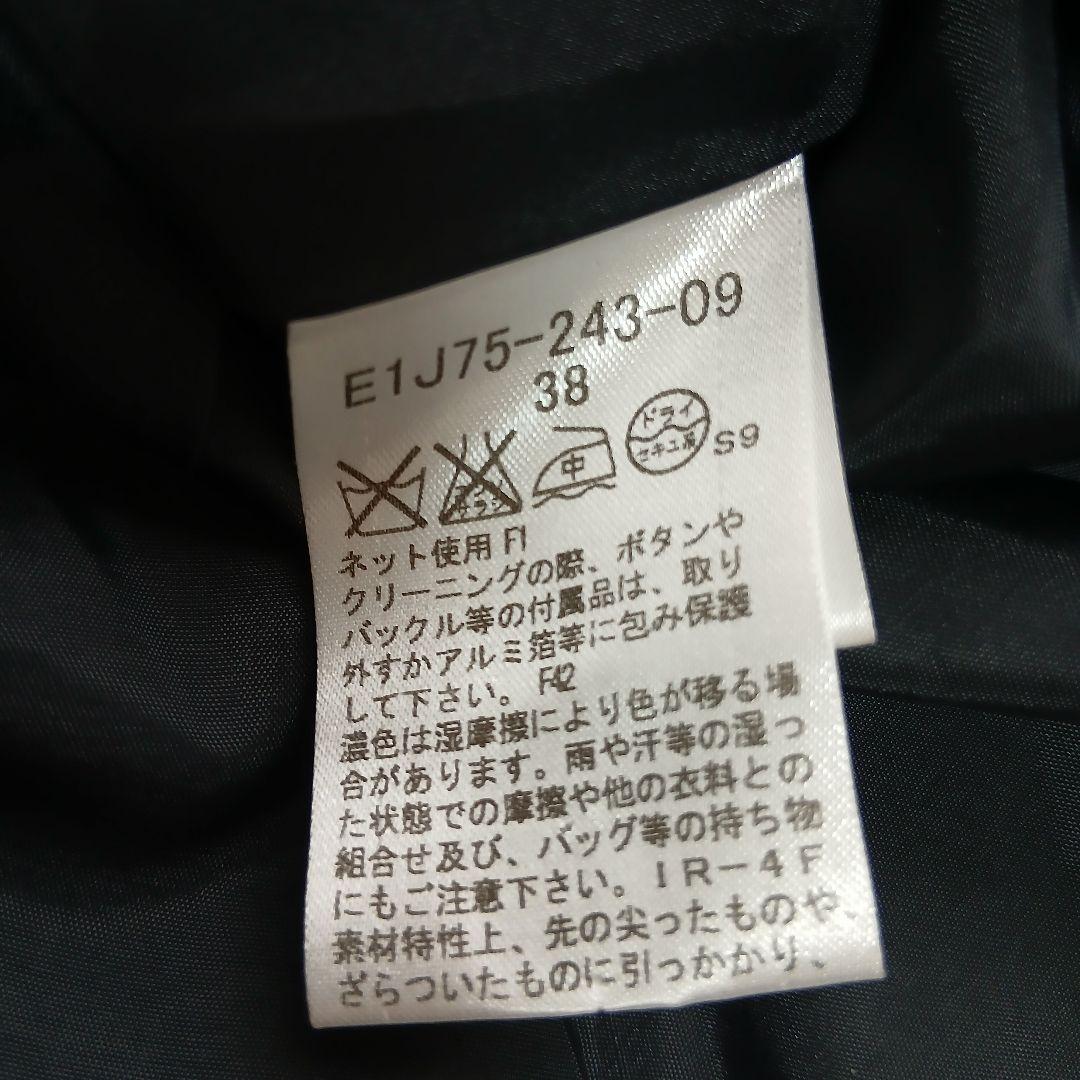 E1J75-243-09
38
エンソ
サラシ
中
ドライ
セキユ系
S9
ネット使用 F1
クリーニングの際、ボタンや
バックル等の付属品は、取り
外すかアルミ箔等に包み保護
して下さい。 F42
濃色は湿摩擦により色が移る場
合があります。雨や汗等の湿っ
た状態での摩擦や他の衣料との
組合せ及び、バッグ等の持ち物
にもご注意下さい。IR-4F
素材特性上、先の尖ったものや、
ざらついたものに引っかかり、